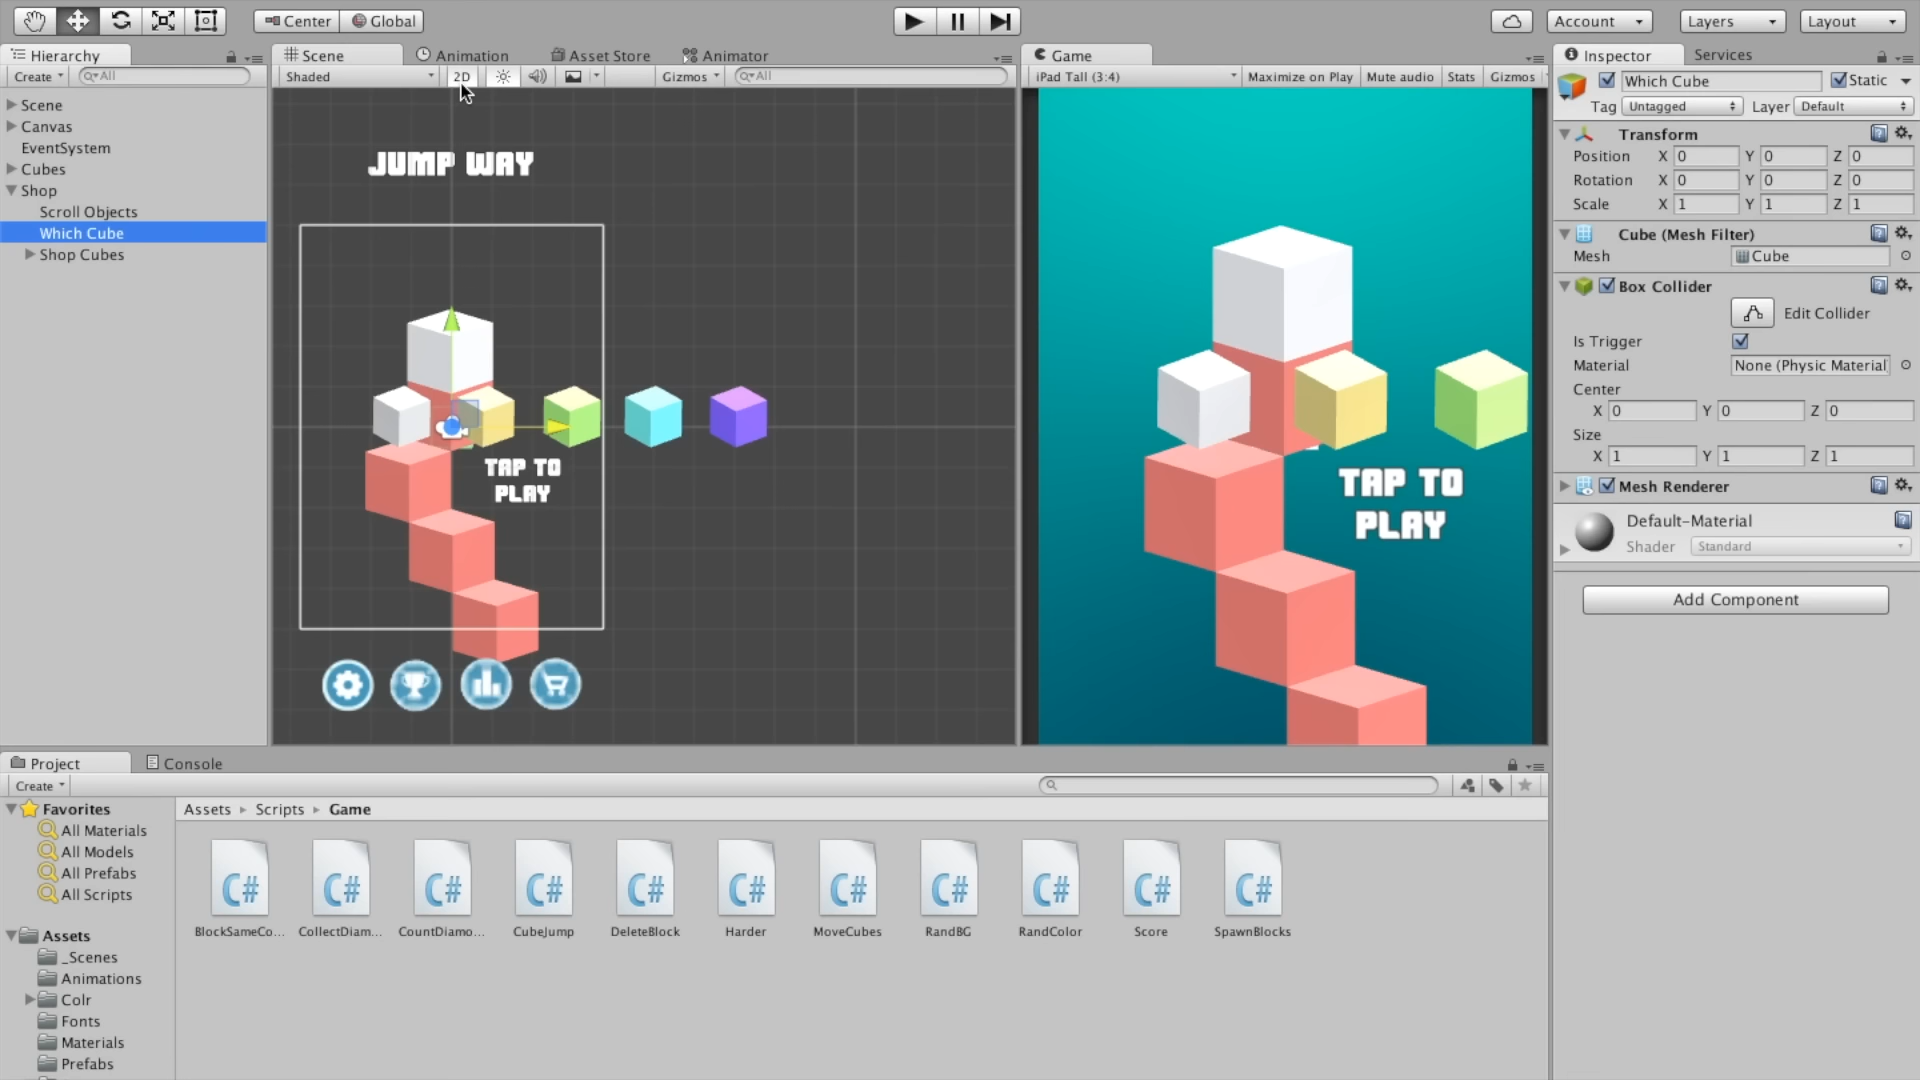 Center Global Account Layers Layout
Hierarchy Scene Animation Asset Store Animator Game Inspector Services
Create All Shaded 2D Gizmos All iPad Tall (3:4) Maximize on Play Mute audio Stats Gizmos
Which Cube Static
Tag Untagged Layer Default
Scene
Canvas
EventSystem
Cubes
Shop
Scroll Objects
Which Cube
Shop Cubes
JUMP WAY
TAP TO
PLAY
TAP TO
PLAY
Transform
Position X 0 Y 0 Z 0
Rotation X 0 Y 0 Z 0
Scale X 1 Y 1 Z 1
Cube (Mesh Filter)
Mesh Cube
Box Collider
Edit Collider
Is Trigger
Material None (Physic Material)
Center
X 0 Y 0 Z 0
Size
X 1 Y 1 Z 1
Mesh Renderer
Default-Material
Shader Standard
Add Component
Project Console
Create
Favorites
All Materials
All Models
All Prefabs
All Scripts
Assets
_Scenes
Animations
Colr
Fonts
Materials
Prefabs
Assets Scripts Game
C# C# C# C# C# C# C# C# C# C# C#
BlockSameCo... CollectDiam... CountDiamo... CubeJump DeleteBlock Harder MoveCubes RandBG RandColor Score SpawnBlocks